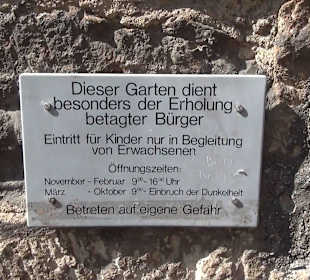 Dieser Garten dient
besonders der Erholung
betagter Bürger
Eintritt für Kinder nur in Begleitung
von Erwachsenen
Öffnungszeiten:
November - Februar 9⁰⁰-16⁰⁰ Uhr
März - Oktober 9⁰⁰- Einbruch der Dunkelheit
Betreten auf eigene Gefahr